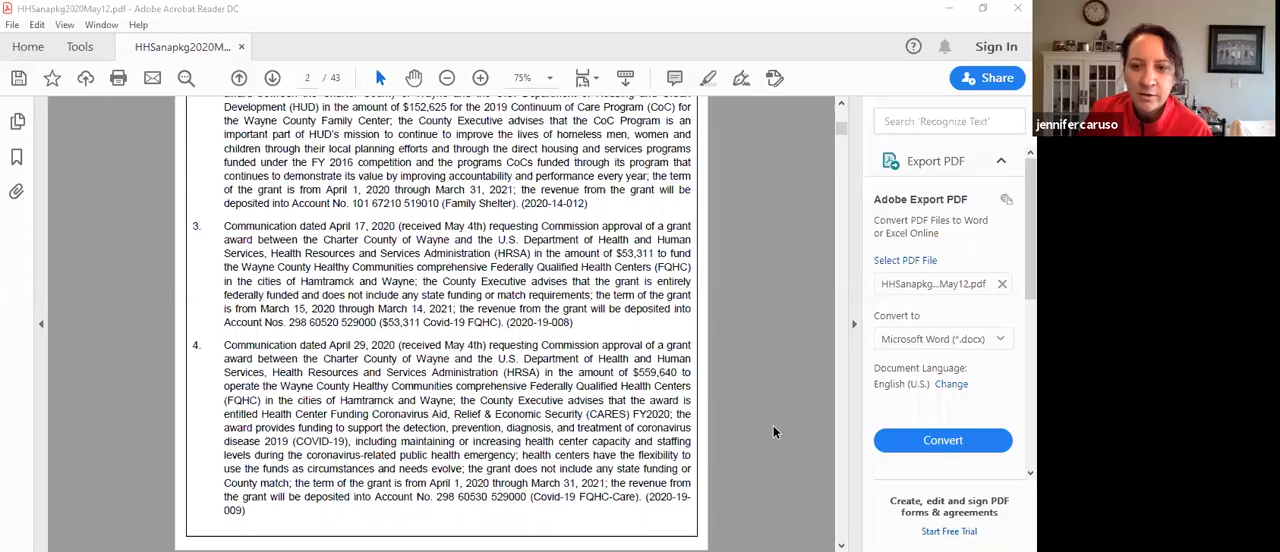 HHSanapkg2020May12.pdf - Adobe Acrobat Reader DC
File Edit View Window
Home Tools HHSanapkg2020M... × Sign In
2 / 43 75% Share
Development (HUD) in the amount of $152,625 for the 2019 Continuum of Care Program (CoC) for
the Wayne County Family Center; the County Executive advises that the CoC Program is an
important part of HUD's mission to continue to improve the lives of homeless men, women and
children through their local planning efforts and through the direct housing and services programs
funded under the FY 2016 competition and the programs CoCs funded through its program that
continues to demonstrate its value by improving accountability and performance every year; the term
of the grant is from April 1, 2020 through March 31, 2021; the revenue from the grant will be
deposited into Account No. 101 67210 519010 (Family Shelter). (2020-14-012)
3. Communication dated April 17, 2020 (received May 4th) requesting Commission approval of a grant
award between the Charter County of Wayne and the U.S. Department of Health and Human
Services, Health Resources and Services Administration (HRSA) in the amount of $53,311 to fund
the Wayne County Healthy Communities comprehensive Federally Qualified Health Centers (FQHC)
in the cities of Hamtramck and Wayne; the County Executive advises that the grant is entirely
federally funded and does not include any state funding or match requirements; the term of the grant
is from March 15, 2020 through March 14, 2021; the revenue from the grant will be deposited into
Account Nos. 298 60520 529000 ($53,311 Covid-19 FQHC). (2020-19-008)
4. Communication dated April 29, 2020 (received May 4th) requesting Commission approval of a grant
award between the Charter County of Wayne and the U.S. Department of Health and Human
Services, Health Resources and Services Administration (HRSA) in the amount of $559,640 to
operate the Wayne County Healthy Communities comprehensive Federally Qualified Health Centers
(FQHC) in the cities of Hamtramck and Wayne; the County Executive advises that the award is
entitled Health Center Funding Coronavirus Aid, Relief & Economic Security (CARES) FY2020; the
award provides funding to support the detection, prevention, diagnosis, and treatment of coronavirus
disease 2019 (COVID-19), including maintaining or increasing health center capacity and staffing
levels during the coronavirus-related public health emergency; health centers have the flexibility to
use the funds as circumstances and needs evolve; the grant does not include any state funding or
County match; the term of the grant is from April 1, 2020 through March 31, 2021; the revenue from
the grant will be deposited into Account No. 298 60530 529000 (Covid-19 FQHC-Care). (2020-19-
009)
Search 'Recognize Text'
Export PDF
Adobe Export PDF
Convert PDF Files to Word
or Excel Online
Select PDF File
HHSanapkg...May12.pdf
Convert to
Microsoft Word (*.docx)
Document Language:
English (U.S.) Change
Convert
Create, edit and sign PDF
forms & agreements
Start Free Trial
jennifercaruso